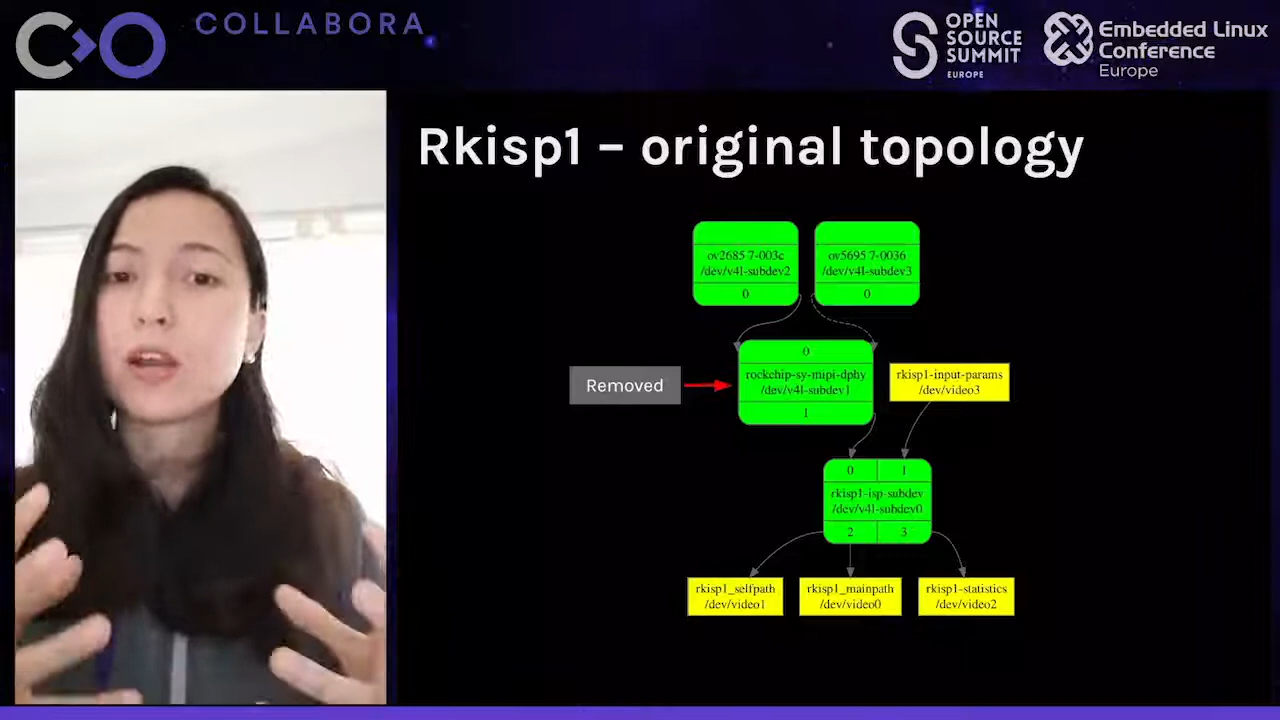 COLLABORA
OPEN
SOURCE
SUMMIT
EUROPE
Embedded Linux
Conference
Europe
Rkisp1 – original topology
ov2685 7-003c
/dev/v4l-subdev2
0
ov5695 7-0036
/dev/v4l-subdev3
0
Removed
0
rockchip-sy-mipi-dphy
/dev/v4l-subdev1
1
rkisp1-input-params
/dev/video3
0 1
rkisp1-isp-subdev
/dev/v4l-subdev0
2 3
rkisp1_selfpath
/dev/video1
rkisp1_mainpath
/dev/video0
rkisp1-statistics
/dev/video2